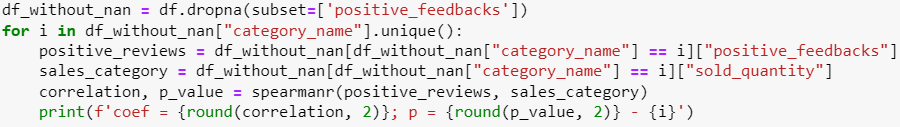 df_without_nan = df.dropna(subset=['positive_feedbacks'])
for i in df_without_nan["category_name"].unique():
    positive_reviews = df_without_nan[df_without_nan["category_name"] == i]["positive_feedbacks"]
    sales_category = df_without_nan[df_without_nan["category_name"] == i]["sold_quantity"]
    correlation, p_value = spearmanr(positive_reviews, sales_category)
    print(f'coef = {round(correlation, 2)}; p = {round(p_value, 2)} - {i}')